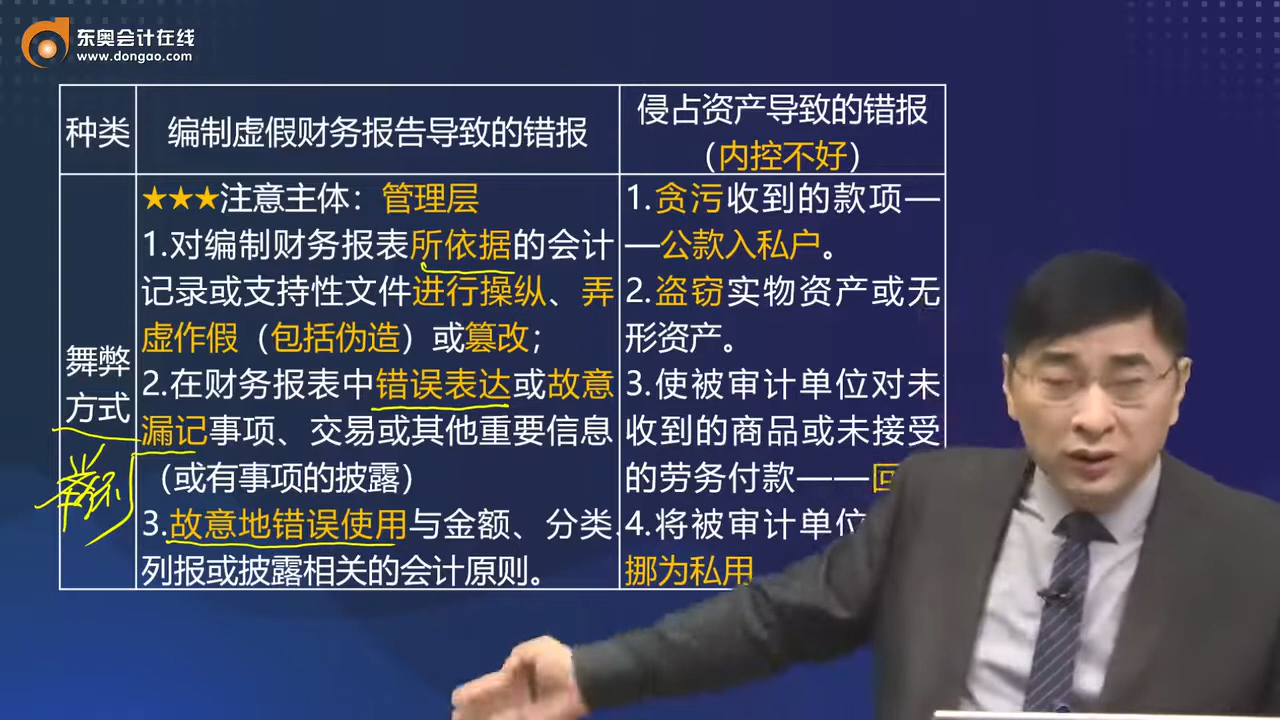 东奥会计在线
www.dongao.com
种类
编制虚假财务报告导致的错报
侵占资产导致的错报
（内控不好）
舞弊
方式
举例
★★★注意主体：管理层
1.对编制财务报表所依据的会计
记录或支持性文件进行操纵、弄
虚作假（包括伪造）或篡改；
2.在财务报表中错误表达或故意
漏记事项、交易或其他重要信息
（或有事项的披露）
3.故意地错误使用与金额、分类、
列报或披露相关的会计原则。
1.贪污收到的款项—
—公款入私户。
2.盗窃实物资产或无
形资产。
3.使被审计单位对未
收到的商品或未接受
的劳务付款——回
4.将被审计单位
挪为私用